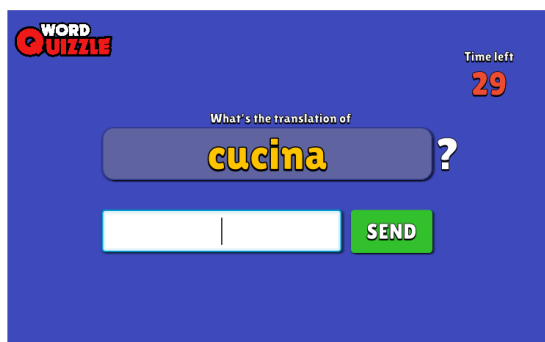 WORD
QUIZZLE
Time left
29
What's the translation of
cucina
?
SEND